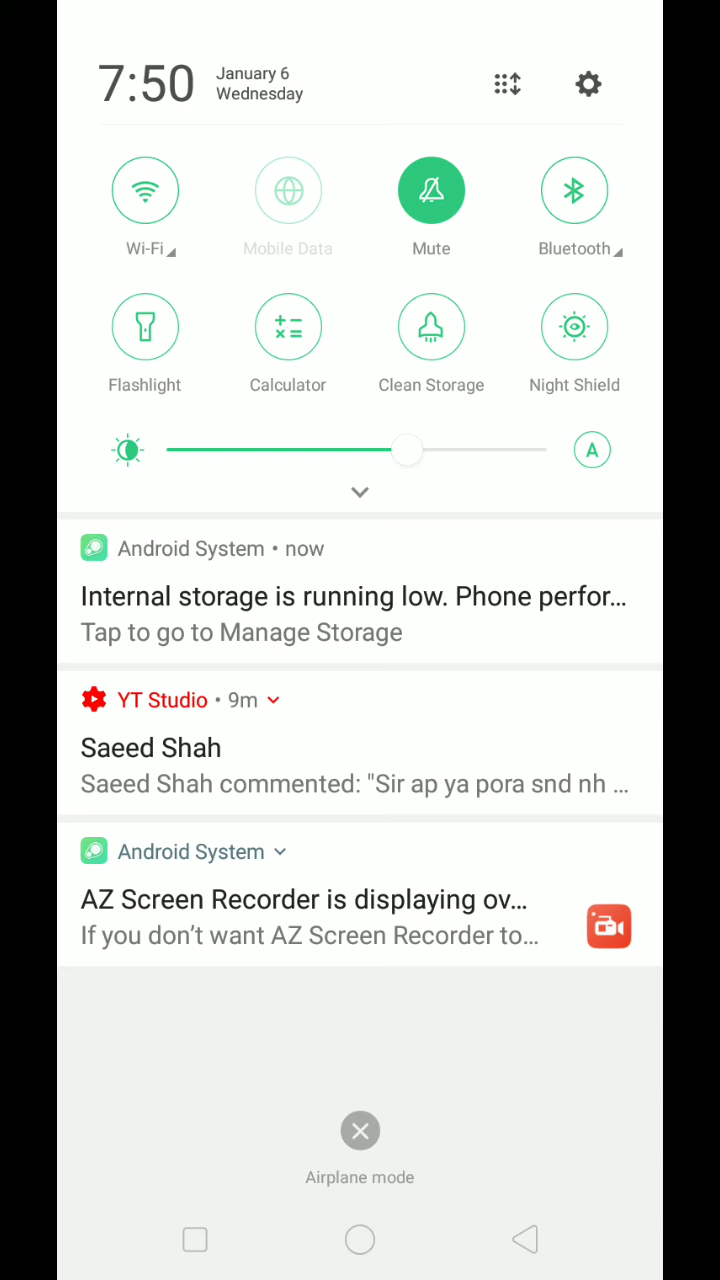 7:50
January 6
Wednesday
Wi-Fi
Mobile Data
Mute
Bluetooth
Flashlight
Calculator
Clean Storage
Night Shield
A
Android System • now
Internal storage is running low. Phone perfor...
Tap to go to Manage Storage
YT Studio • 9m
Saeed Shah
Saeed Shah commented: "Sir ap ya pora snd nh ...
Android System
AZ Screen Recorder is displaying ov...
If you don't want AZ Screen Recorder to...
Airplane mode